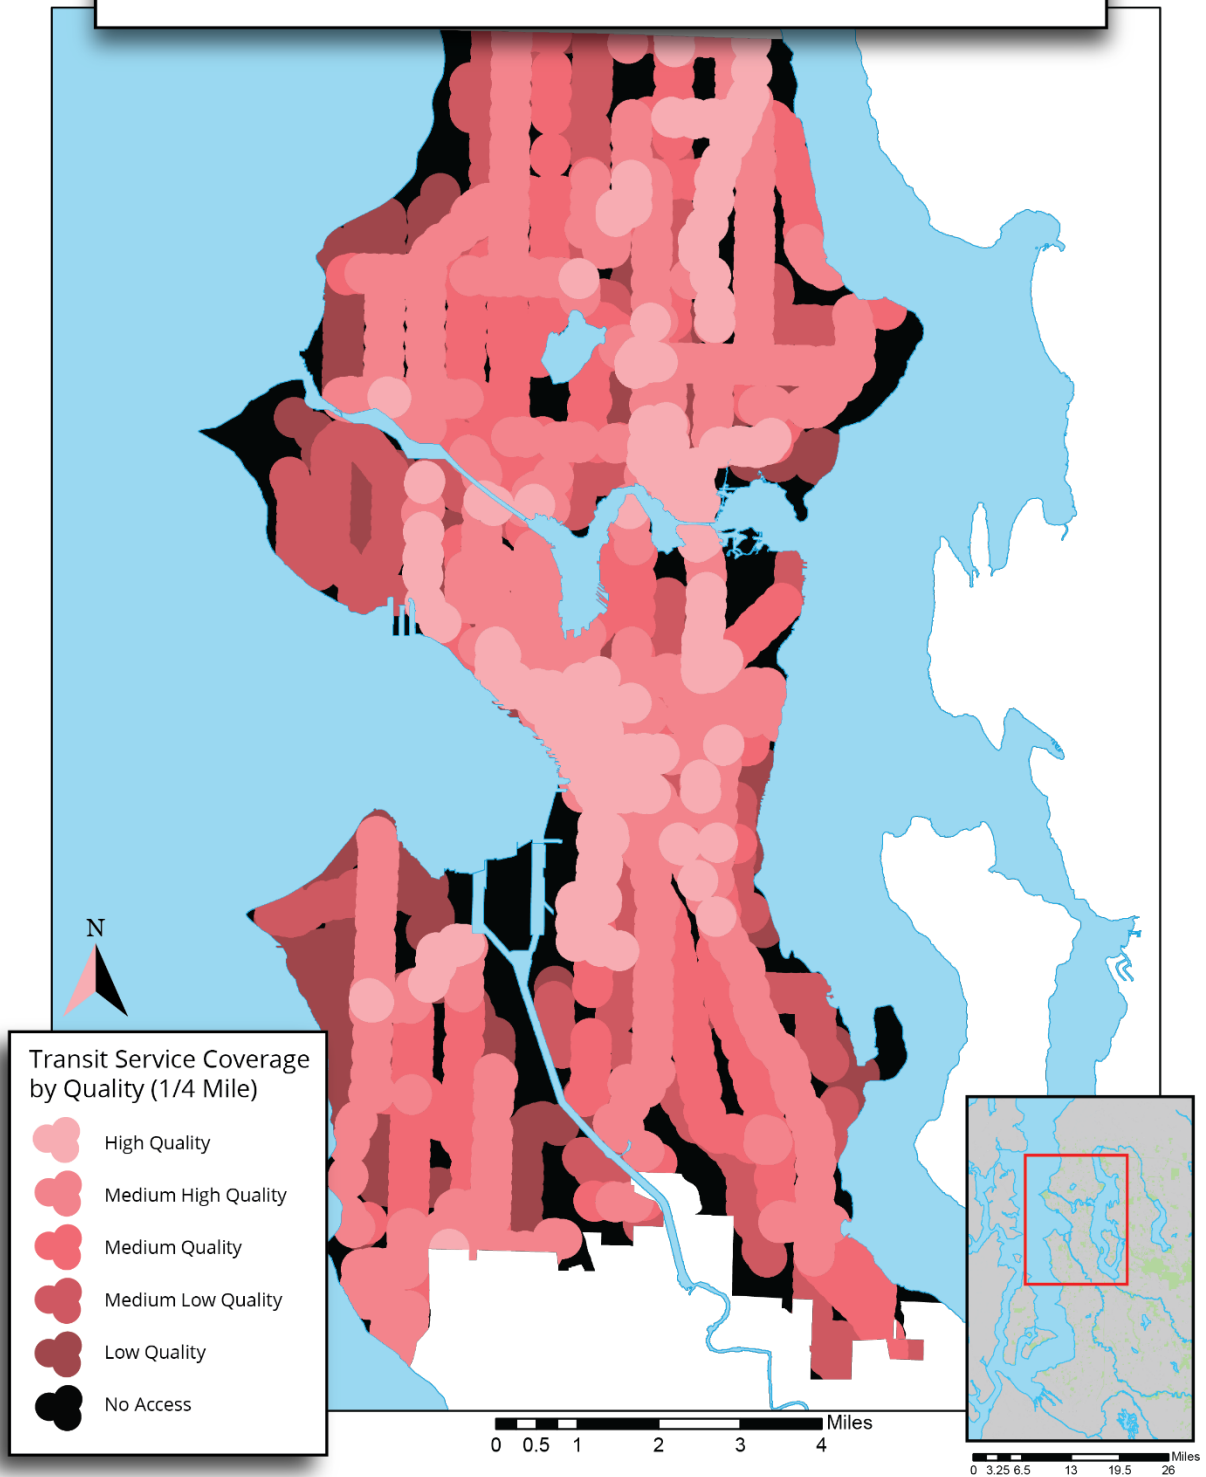 N
Transit Service Coverage
by Quality (1/4 Mile)
High Quality
Medium High Quality
Medium Quality
Medium Low Quality
Low Quality
No Access
Miles
0 0.5 1 2 3 4
Miles
0 3.25 6.5 13 19.5 26